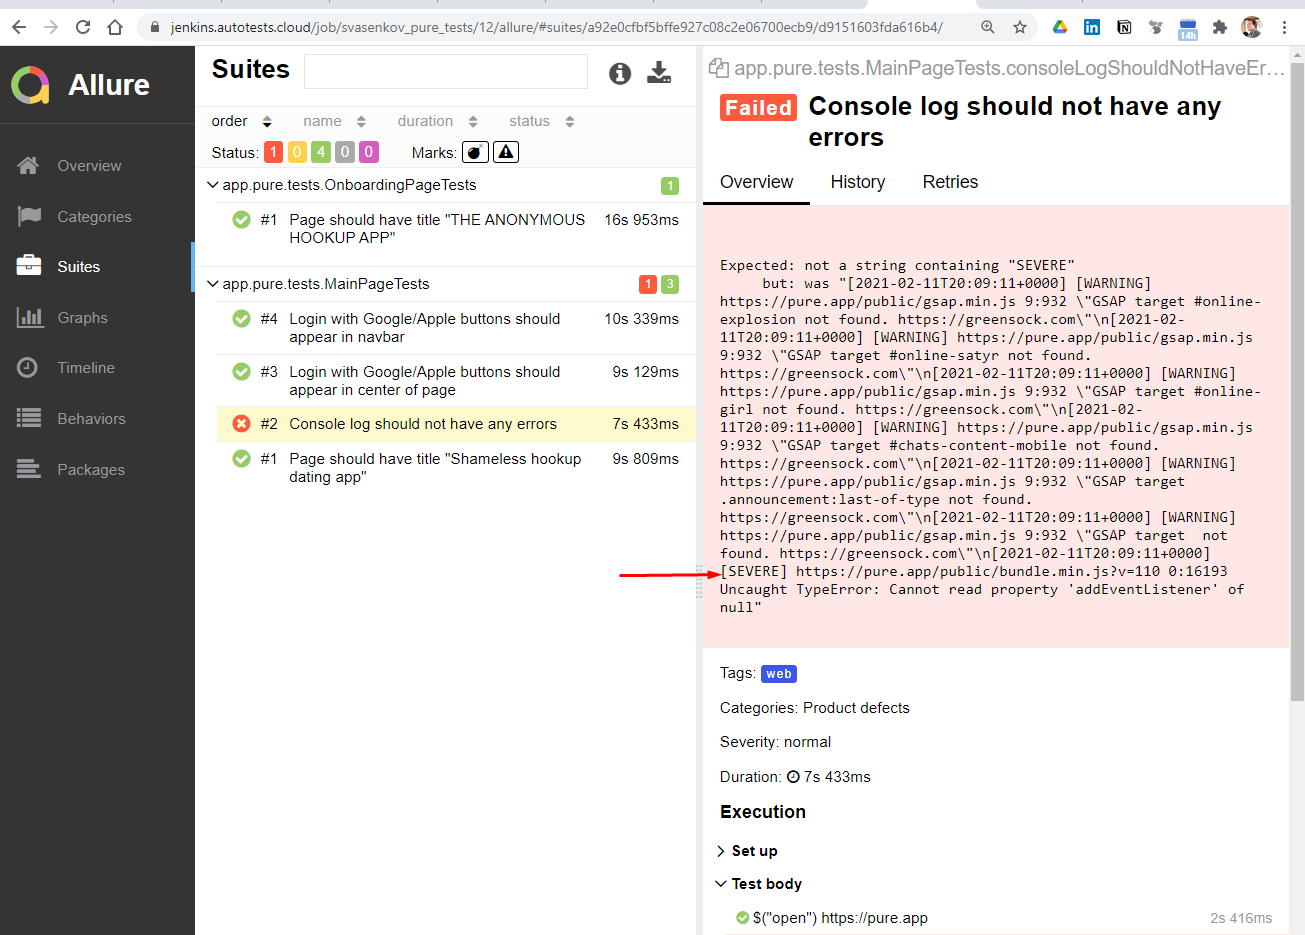 jenkins.autotests.cloud/job/svasenkov_pure_tests/12/allure/#suites/a92e0cfbf5bffe927c08c2e06700ecb9/d9151603fda616b4/
14h
Allure
Overview
Categories
Suites
Graphs
Timeline
Behaviors
Packages
Suites
order name duration status
Status: 1 0 4 0 0 Marks:
app.pure.tests.OnboardingPageTests 1
#1 Page should have title "THE ANONYMOUS 16s 953ms
HOOKUP APP"
app.pure.tests.MainPageTests 1 3
#4 Login with Google/Apple buttons should 10s 339ms
appear in navbar
#3 Login with Google/Apple buttons should 9s 129ms
appear in center of page
#2 Console log should not have any errors 7s 433ms
#1 Page should have title "Shameless hookup 9s 809ms
dating app"
app.pure.tests.MainPageTests.consoleLogShouldNotHaveEr…
Failed Console log should not have any
errors
Overview History Retries
Expected: not a string containing "SEVERE"
but: was "[2021-02-11T20:09:11+0000] [WARNING]
https://pure.app/public/gsap.min.js 9:932 \"GSAP target #online-
explosion not found. https://greensock.com\"\n[2021-02-
11T20:09:11+0000] [WARNING] https://pure.app/public/gsap.min.js
9:932 \"GSAP target #online-satyr not found.
https://greensock.com\"\n[2021-02-11T20:09:11+0000] [WARNING]
https://pure.app/public/gsap.min.js 9:932 \"GSAP target #online-
girl not found. https://greensock.com\"\n[2021-02-
11T20:09:11+0000] [WARNING] https://pure.app/public/gsap.min.js
9:932 \"GSAP target #chats-content-mobile not found.
https://greensock.com\"\n[2021-02-11T20:09:11+0000] [WARNING]
https://pure.app/public/gsap.min.js 9:932 \"GSAP target
.announcement:last-of-type not found.
https://greensock.com\"\n[2021-02-11T20:09:11+0000] [WARNING]
https://pure.app/public/gsap.min.js 9:932 \"GSAP target  not
found. https://greensock.com\"\n[2021-02-11T20:09:11+0000]
[SEVERE] https://pure.app/public/bundle.min.js?v=110 0:16193
Uncaught TypeError: Cannot read property 'addEventListener' of
null"
Tags: web
Categories: Product defects
Severity: normal
Duration: 7s 433ms
Execution
Set up
Test body
$("open") https://pure.app 2s 416ms